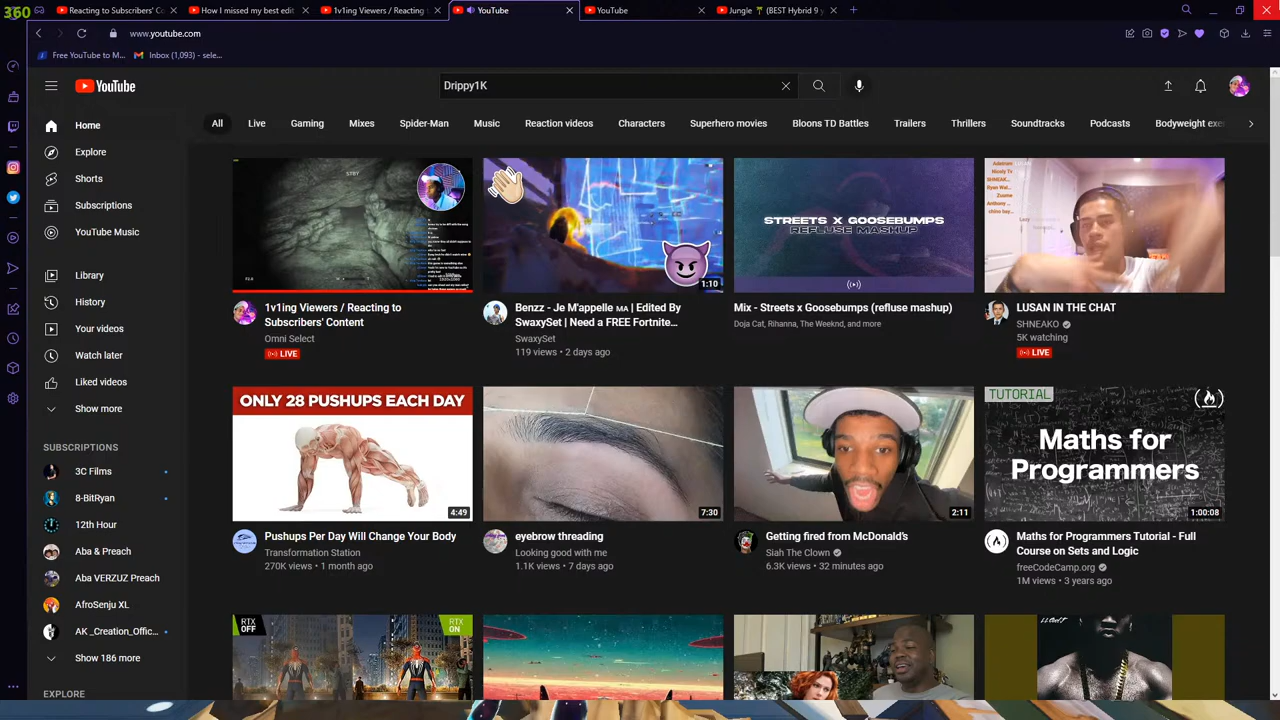 360
Reacting to Subscribers' Co
How I missed my best edit
1v1ing Viewers / Reacting t
YouTube
YouTube
Jungle 🌴 (BEST Hybrid 9 y
www.youtube.com
Free YouTube to M...
Inbox (1,093) - sele...
YouTube
Drippy1K
All
Live
Gaming
Mixes
Spider-Man
Music
Reaction videos
Characters
Superhero movies
Bloons TD Battles
Trailers
Thrillers
Soundtracks
Podcasts
Bodyweight exe
Home
Explore
Shorts
Subscriptions
YouTube Music
Library
History
Your videos
Watch later
Liked videos
Show more
SUBSCRIPTIONS
3C Films
8-BitRyan
12th Hour
Aba & Preach
Aba VERZUZ Preach
AfroSenju XL
AK _Creation_Offic...
Show 186 more
EXPLORE
STBY
1v1ing Viewers / Reacting to
Subscribers' Content
Omni Select
LIVE
1:10
Benzz - Je M'appelle 🇲🇦 | Edited By
SwaxySet | Need a FREE Fortnite...
SwaxySet
119 views • 2 days ago
STREETS X GOOSEBUMPS
REFLUSE MASHUP
Mix - Streets x Goosebumps (refluse mashup)
Doja Cat, Rihanna, The Weeknd, and more
LUSAN IN THE CHAT
SHNEAKO
5K watching
LIVE
ONLY 28 PUSHUPS EACH DAY
4:49
Pushups Per Day Will Change Your Body
Transformation Station
270K views • 1 month ago
7:30
eyebrow threading
Looking good with me
1.1K views • 7 days ago
2:11
Getting fired from McDonald's
Siah The Clown
6.3K views • 32 minutes ago
TUTORIAL
Maths for
Programmers
1:00:08
Maths for Programmers Tutorial - Full
Course on Sets and Logic
freeCodeCamp.org
1M views • 3 years ago
RTX
OFF
RTX
ON